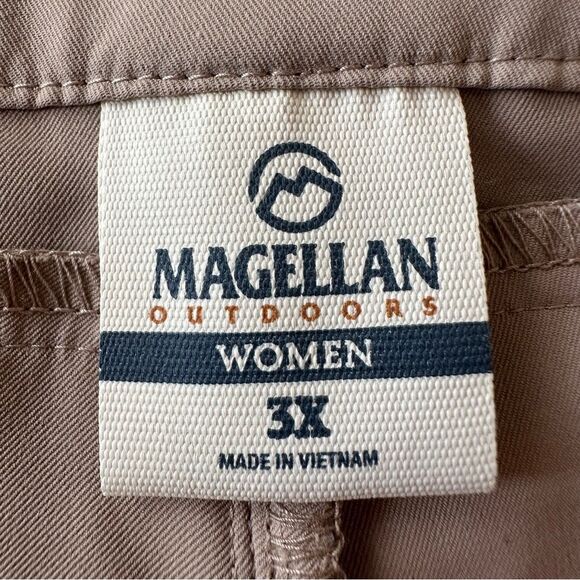 MAGELLAN
OUTDOORS
WOMEN
3X
MADE IN VIETNAM